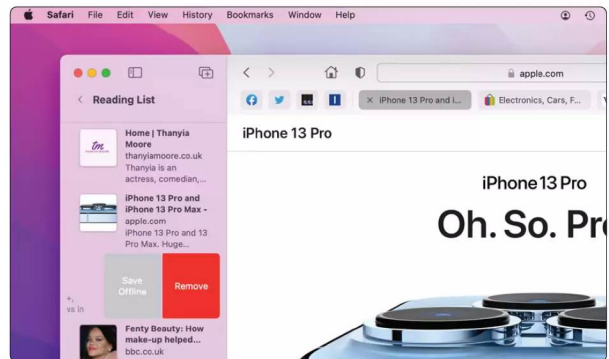 Safari File Edit View History Bookmarks Window Help
apple.com
Reading List
iPhone 13 Pro and i...
Electronics, Cars, F...
Home | Thanyia
Moore
thanyiamoore.co.uk
Thanyia is an
actress, comedian,...
iPhone 13 Pro
iPhone 13 Pro and
iPhone 13 Pro Max -
apple.com
iPhone 13 Pro and 13
Pro Max. Huge...
iPhone 13 Pro
Oh. So. Pr
Save
Offline
Remove
vs in
Fenty Beauty: How
make-up helped...
bbc.co.uk